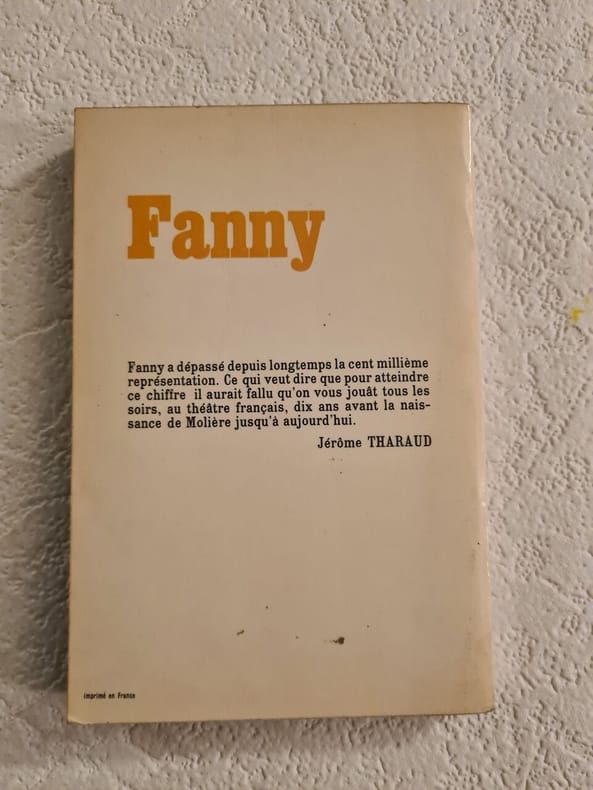 Fanny
Fanny a dépassé depuis longtemps la cent millième
représentation. Ce qui veut dire que pour atteindre
ce chiffre il aurait fallu qu'on vous jouât tous les
soirs, au théâtre français, dix ans avant la nais-
sance de Molière jusqu'à aujourd'hui.
Jérôme THARAUD
imprimé en France